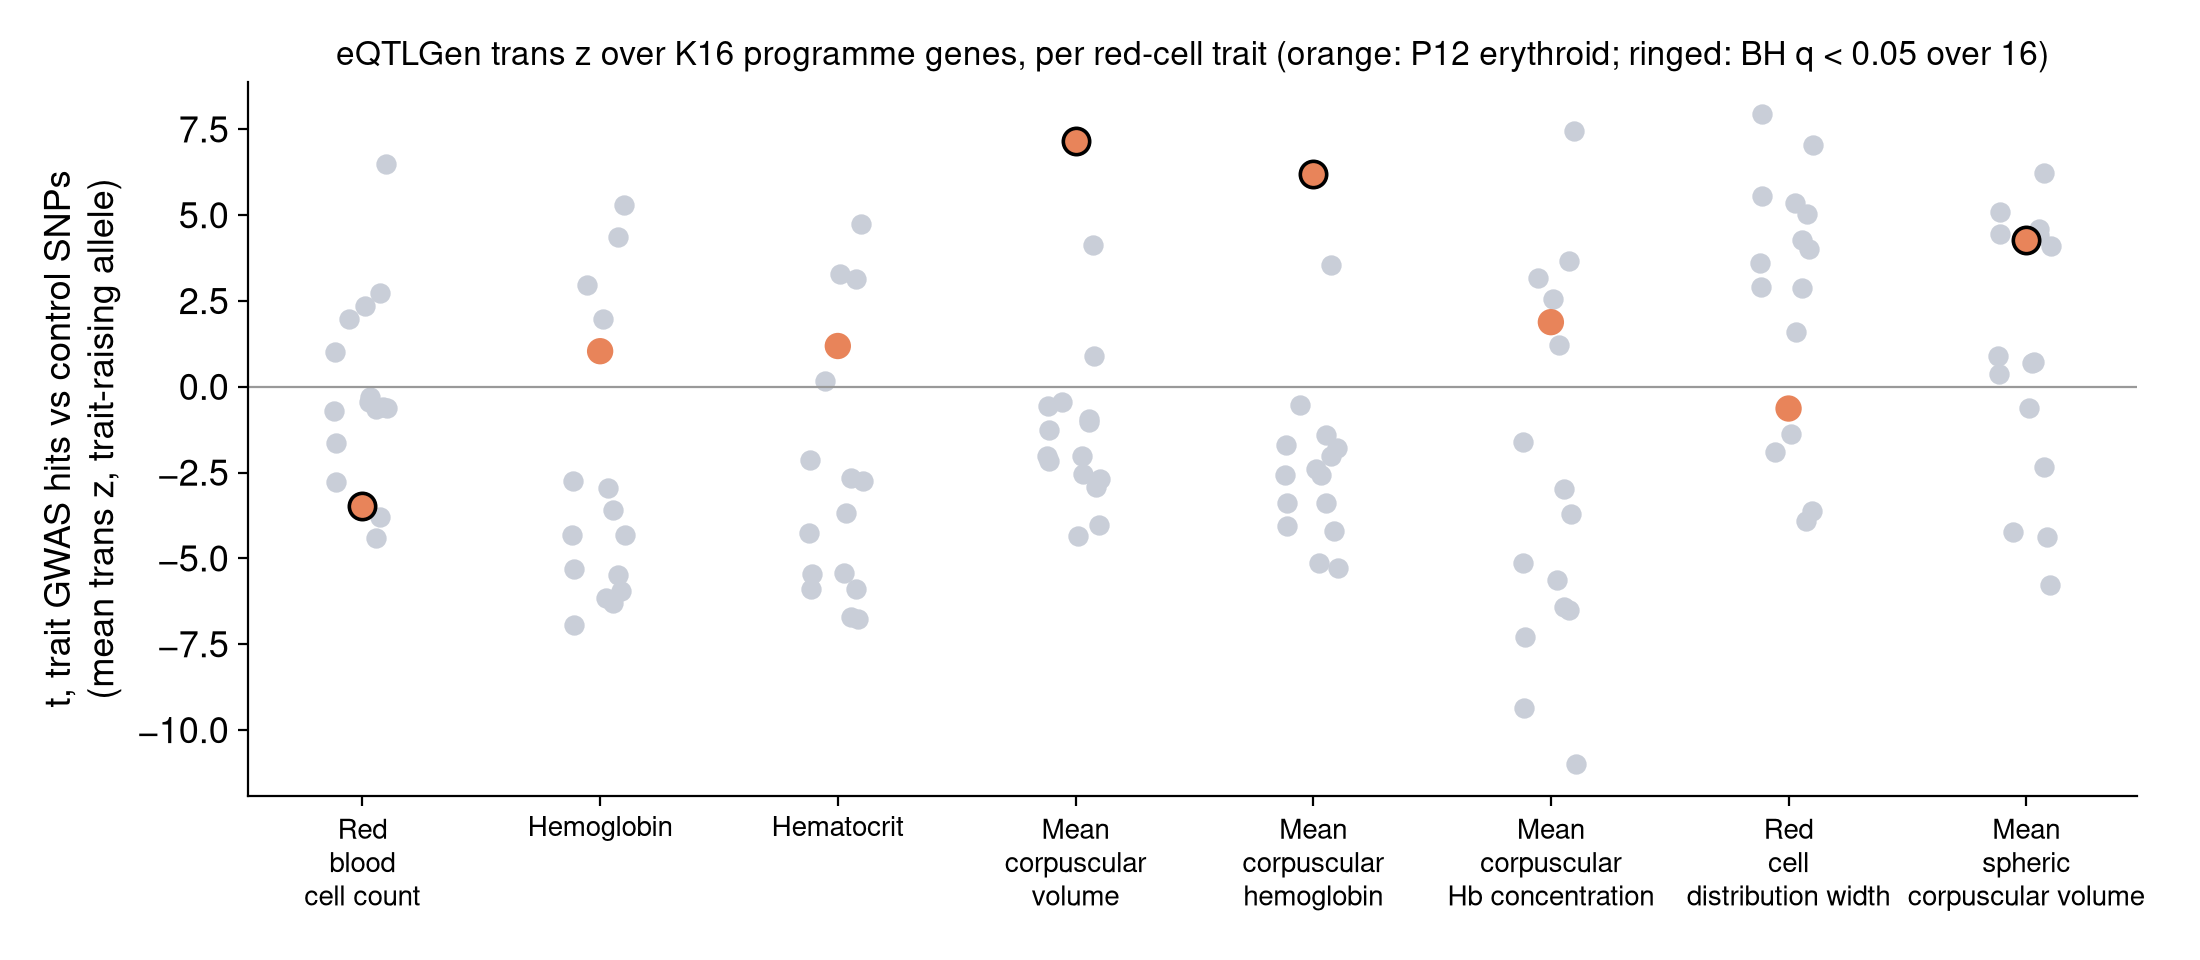 eQTLGen trans z over K16 programme genes, per red-cell trait (orange: P12 erythroid; ringed: BH q < 0.05 over 16)
t, trait GWAS hits vs control SNPs
(mean trans z, trait-raising allele)
7.5
5.0
2.5
0.0
−2.5
−5.0
−7.5
−10.0
Red
blood
cell count
Hemoglobin
Hematocrit
Mean
corpuscular
volume
Mean
corpuscular
hemoglobin
Mean
corpuscular
Hb concentration
Red
cell
distribution width
Mean
spheric
corpuscular volume